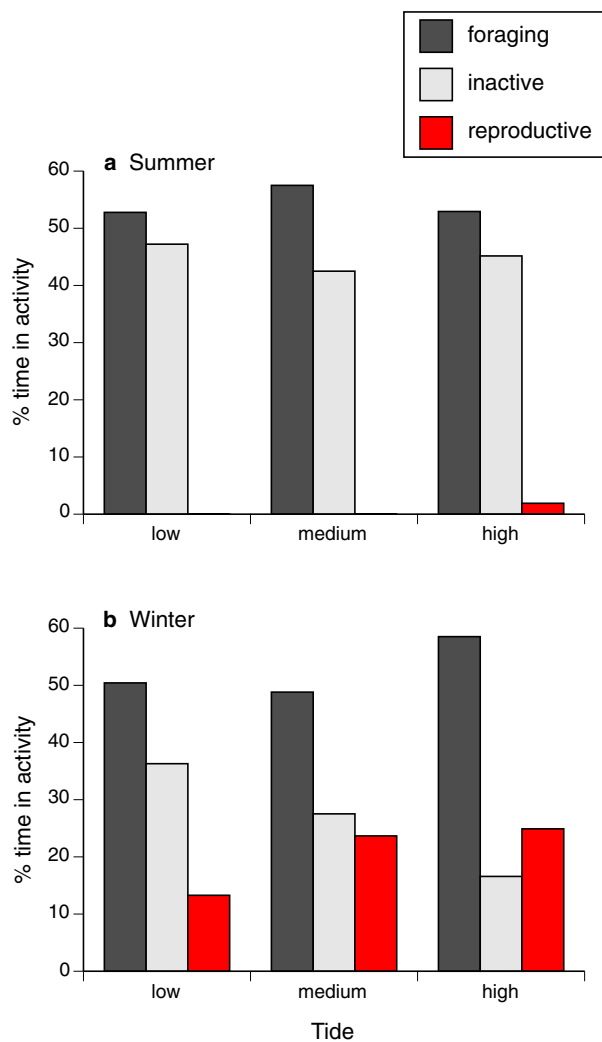 foraging
inactive
reproductive
a Summer
60
50
40
30
20
10
0
% time in activity
low medium high
b Winter
60
50
40
30
20
10
0
% time in activity
low medium high
Tide